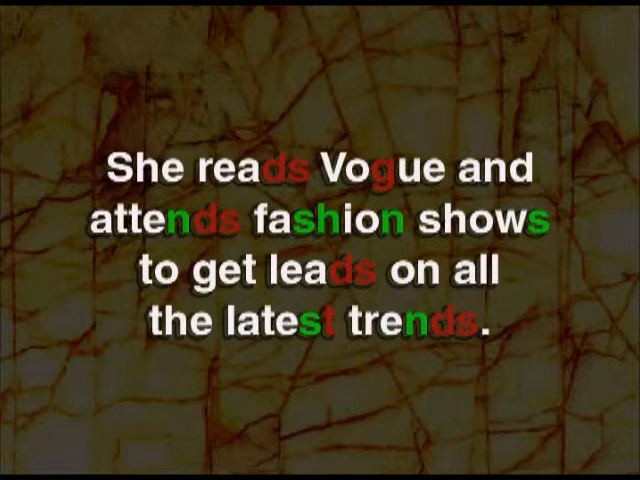 She reads Vogue and
attends fashion shows
to get leads on all
the latest trends.